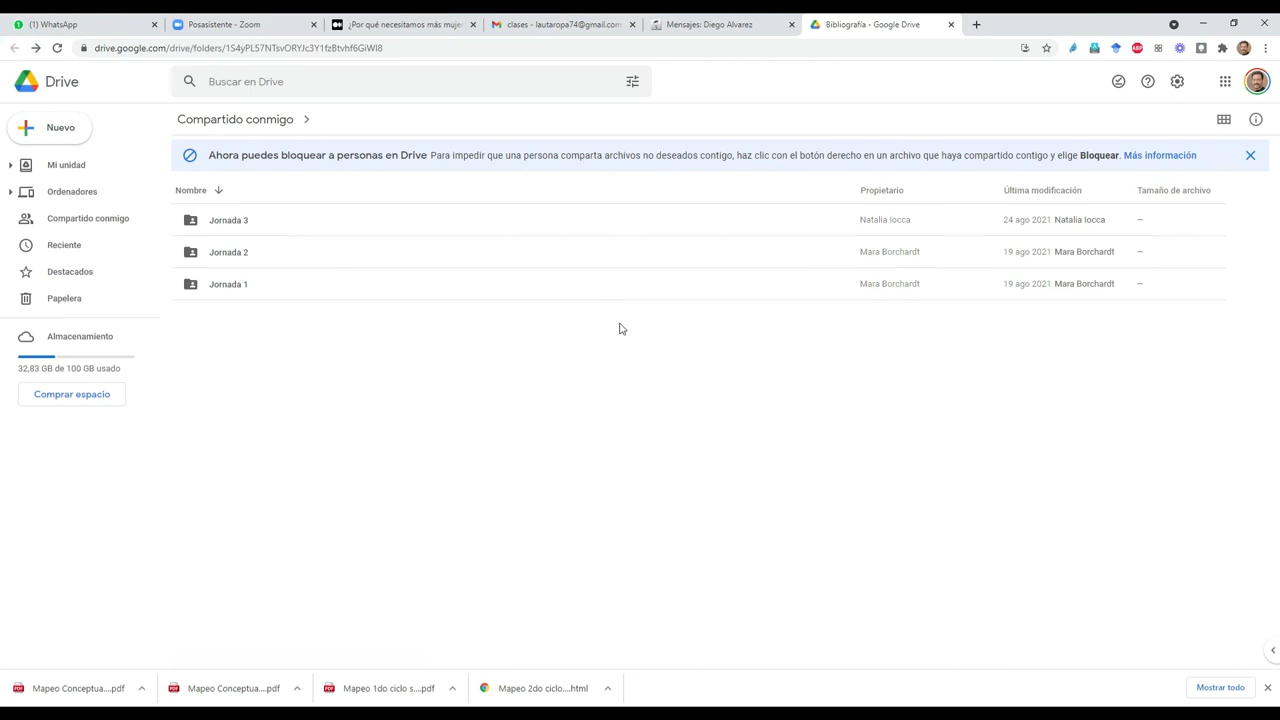 (1) WhatsApp
Posasistente - Zoom
¿Por qué necesitamos más muje
clases - lautaropa74@gmail.com
Mensajes: Diego Alvarez
Bibliografía - Google Drive
drive.google.com/drive/folders/1S4yPL57NTsvORYJc3Y1fzBtvhf6GiWI8
Drive
Buscar en Drive
Nuevo
Compartido conmigo
Ahora puedes bloquear a personas en Drive Para impedir que una persona comparta archivos no deseados contigo, haz clic con el botón derecho en un archivo que haya compartido contigo y elige Bloquear. Más información
Mi unidad
Ordenadores
Compartido conmigo
Reciente
Destacados
Papelera
Almacenamiento
32,83 GB de 100 GB usado
Comprar espacio
Nombre Propietario Última modificación Tamaño de archivo
Jornada 3 Natalia Iocca 24 ago 2021 Natalia Iocca —
Jornada 2 Mara Borchardt 19 ago 2021 Mara Borchardt —
Jornada 1 Mara Borchardt 19 ago 2021 Mara Borchardt —
Mapeo Conceptua....pdf
Mapeo Conceptua....pdf
Mapeo 1do ciclo s....pdf
Mapeo 2do ciclo....html
Mostrar todo